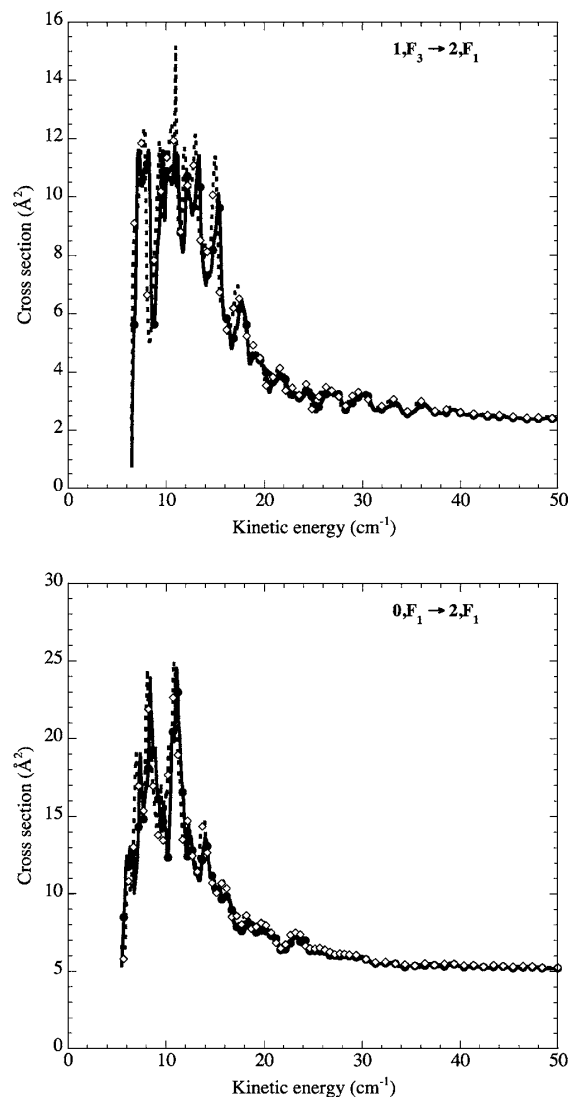 16
14
12
10
8
6
4
2
0
Cross section (Å²)
1,F₃ → 2,F₁
0 10 20 30 40 50
Kinetic energy (cm⁻¹)
30
25
20
15
10
5
0
Cross section (Å²)
0,F₁ → 2,F₁
0 10 20 30 40 50
Kinetic energy (cm⁻¹)